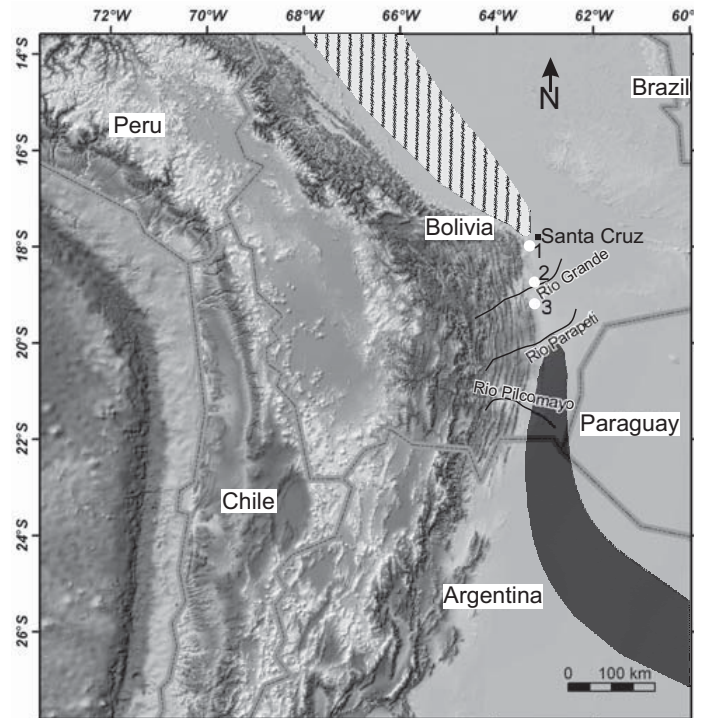 72°W 70°W 68°W 66°W 64°W 62°W 60°
14°S
16°S
18°S
20°S
22°S
24°S
26°S
N
Brazil
Peru
Bolivia
Santa Cruz
1
2
Rio Grande
3
Rio Parapeti
Rio Pilcomayo
Paraguay
Chile
Argentina
0 100 km